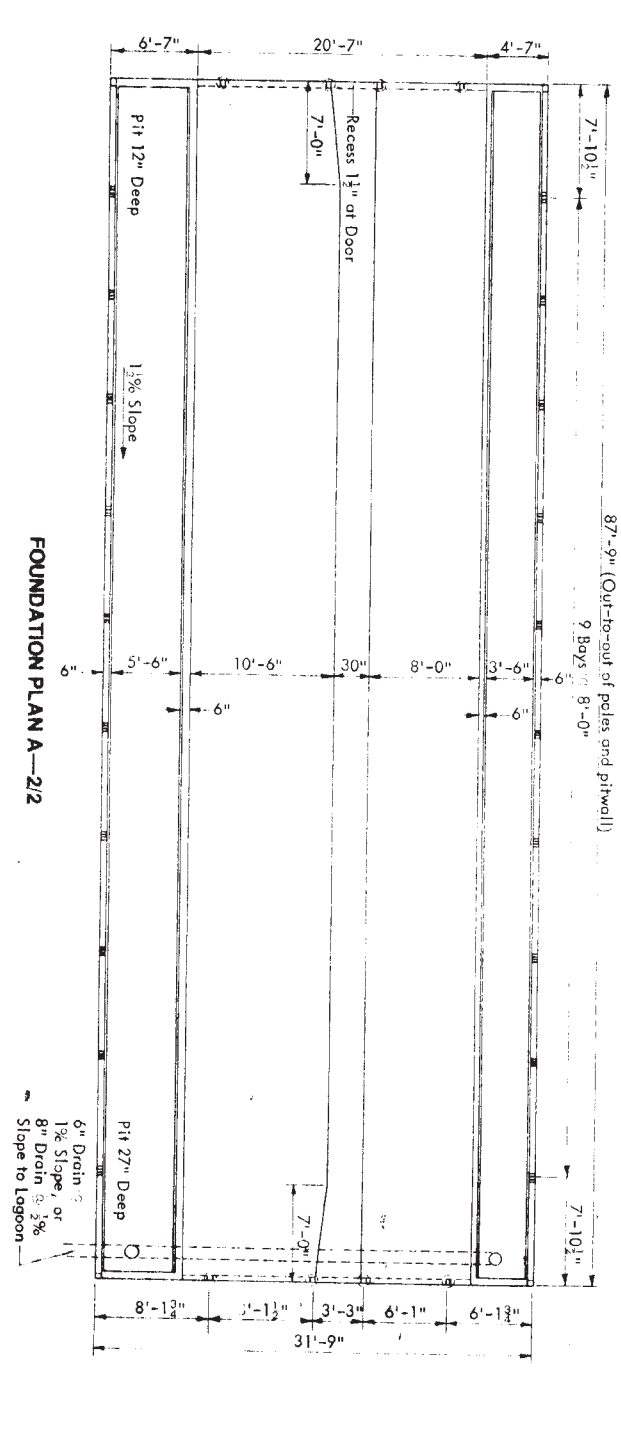 6'-7" 20'-7" 4'-7"
7'-10½"
7'-0"
Recess 1½" at Door
Pit 12" Deep
1½% Slope
87'-9" (Out-to-out of poles and pitwall)
9 Bays @ 8'-0"
6" 5'-6" 10'-6" 30" 8'-0" 3'-6" 6"
6" 6"
FOUNDATION PLAN A—2/2
Pit 27" Deep
6" Drain @
1% Slope, or
8" Drain @ ½%
Slope to Lagoon
7'-0"
7'-10½"
8'-1¾" '-1½" 3'-3" 6'-1" 6'-1¾"
31'-9"